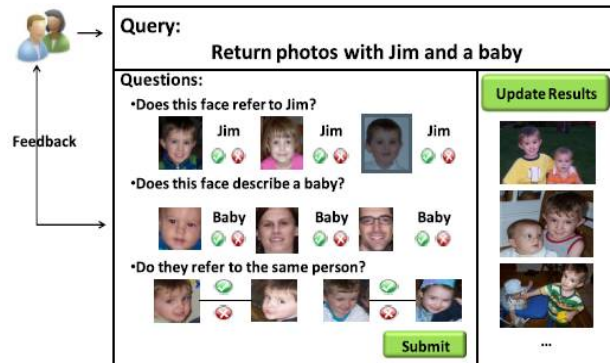 Query:
Return photos with Jim and a baby
Questions:
•Does this face refer to Jim?
Jim Jim Jim
•Does this face describe a baby?
Baby Baby Baby
•Do they refer to the same person?
Submit
Feedback
Update Results
...